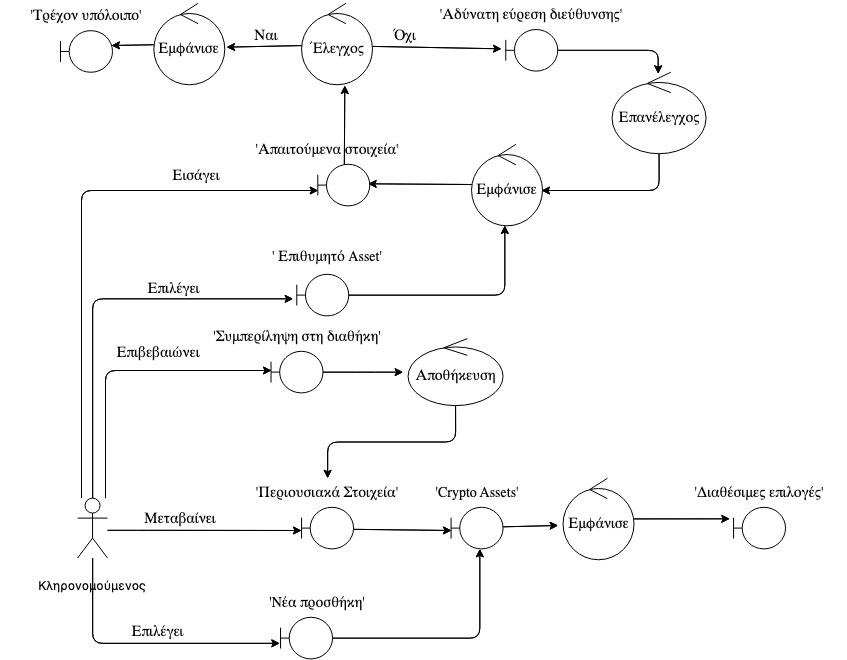 'Τρέχον υπόλοιπο'
'Αδύνατη εύρεση διεύθυνσης'
Εμφάνισε
Ναι
Έλεγχος
Όχι
Επανέλεγχος
'Απαιτούμενα στοιχεία'
Εισάγει
Εμφάνισε
' Επιθυμητό Asset'
Επιλέγει
'Συμπερίληψη στη διαθήκη'
Επιβεβαιώνει
Αποθήκευση
'Περιουσιακά Στοιχεία'
'Crypto Assets'
'Διαθέσιμες επιλογές'
Μεταβαίνει
Εμφάνισε
Κληρονομούμενος
'Νέα προσθήκη'
Επιλέγει